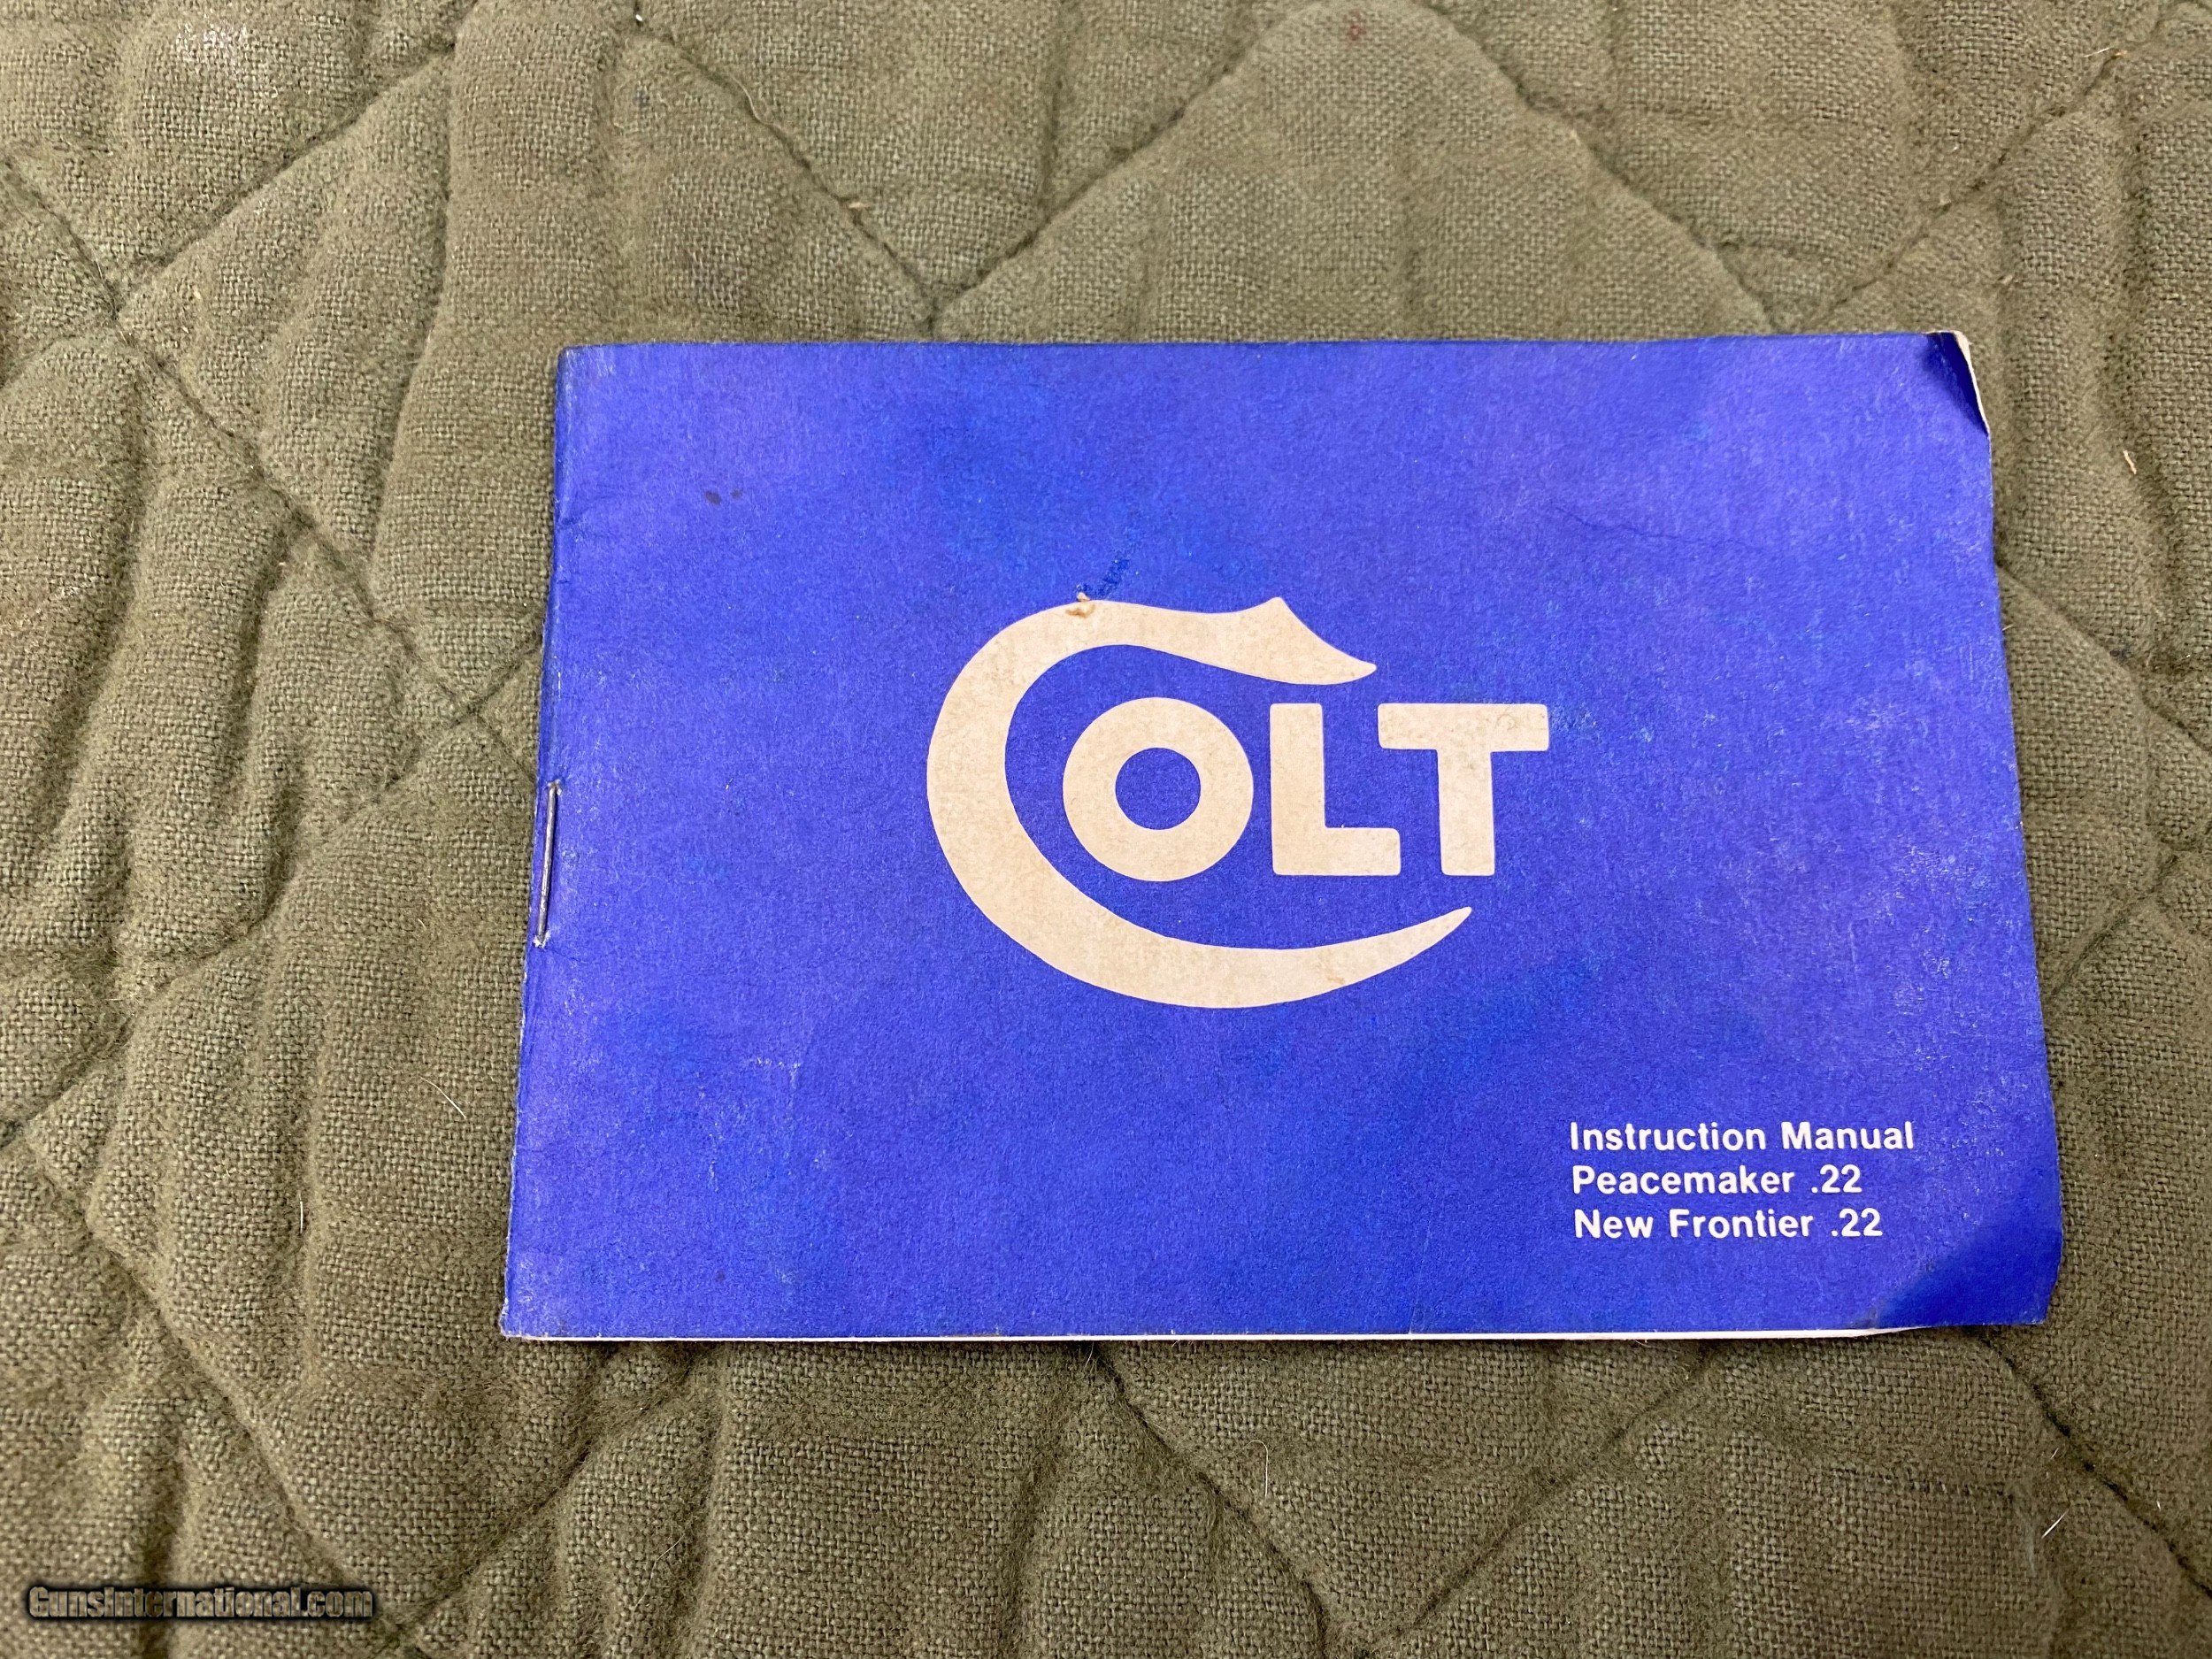 COLT
Instruction Manual
Peacemaker .22
New Frontier .22
GunsInternational.com